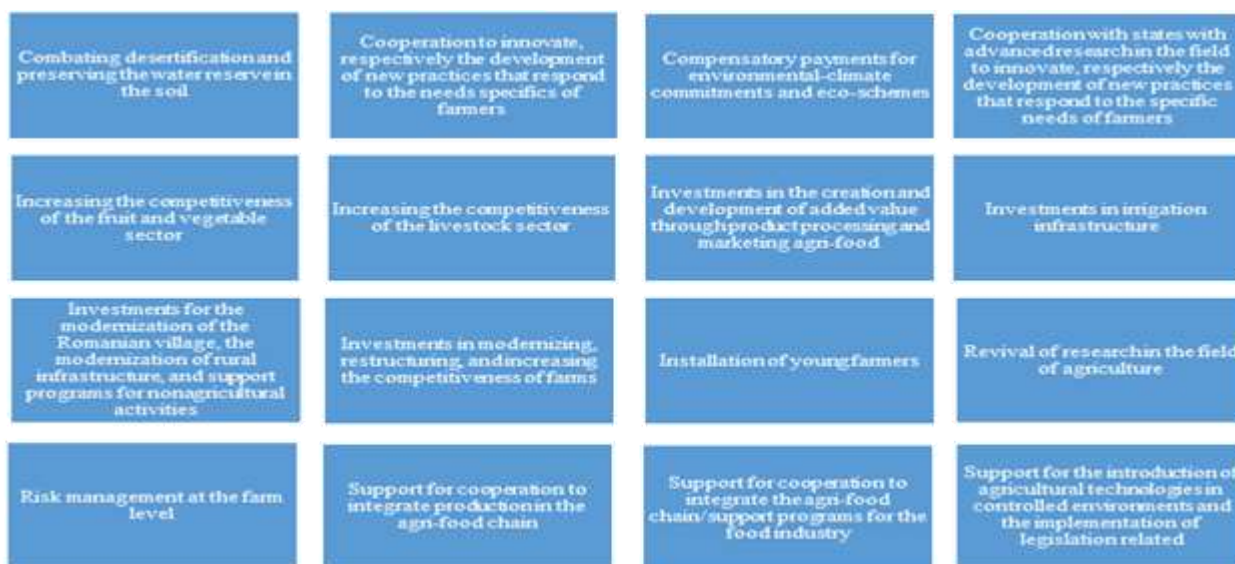 Combating desertification and
preserving the water reserve in
the soil
Cooperation to innovate,
respectively the development
of new practices that respond
to the needs specifics of
farmers
Compensatory payments for
environmental-climate
commitments and eco-schemes
Cooperation with states with
advanced research in the field
to innovate, respectively the
development of new practices
that respond to the specific
needs of farmers
Increasing the competitiveness
of the fruit and vegetable
sector
Increasing the competitiveness
of the livestock sector
Investments in the creation and
development of added value
through product processing and
marketing agri-food
Investments in irrigation
infrastructure
Investments for the
modernization of the
Romanian village, the
modernization of rural
infrastructure, and support
programs for nonagricultural
activities
Investments in modernizing,
restructuring, and increasing
the competitiveness of farms
Installation of young farmers
Revival of research in the field
of agriculture
Risk management at the farm
level
Support for cooperation to
integrate production in the
agri-food chain
Support for cooperation to
integrate the agri-food
chain/support programs for the
food industry
Support for the introduction of
agricultural technologies in
controlled environments and
the implementation of
legislation related